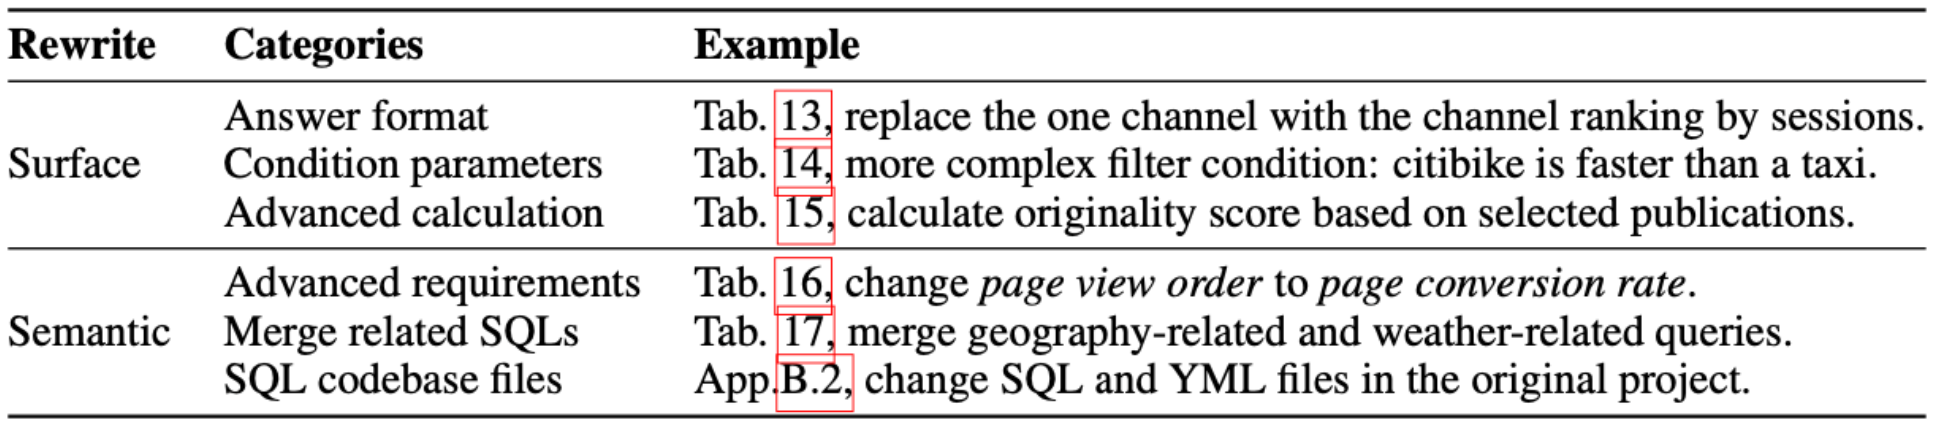 Rewrite Categories Example
Answer format Tab. 13, replace the one channel with the channel ranking by sessions.
Surface Condition parameters Tab. 14, more complex filter condition: citibike is faster than a taxi.
Advanced calculation Tab. 15, calculate originality score based on selected publications.
Advanced requirements Tab. 16, change page view order to page conversion rate.
Semantic Merge related SQLs Tab. 17, merge geography-related and weather-related queries.
SQL codebase files App.B.2, change SQL and YML files in the original project.